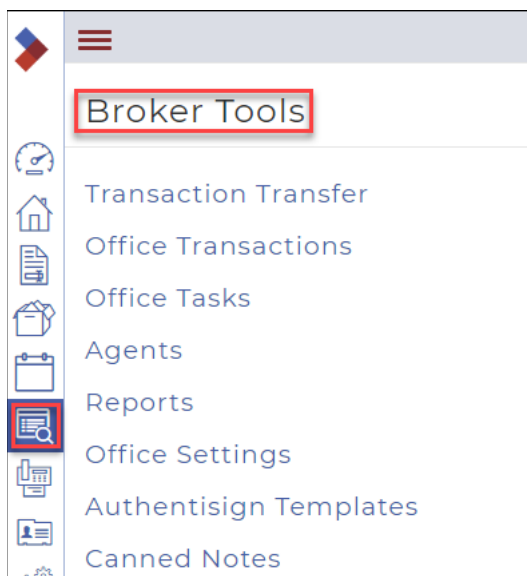 Broker Tools
Transaction Transfer
Office Transactions
Office Tasks
Agents
Reports
Office Settings
Authentisign Templates
Canned Notes